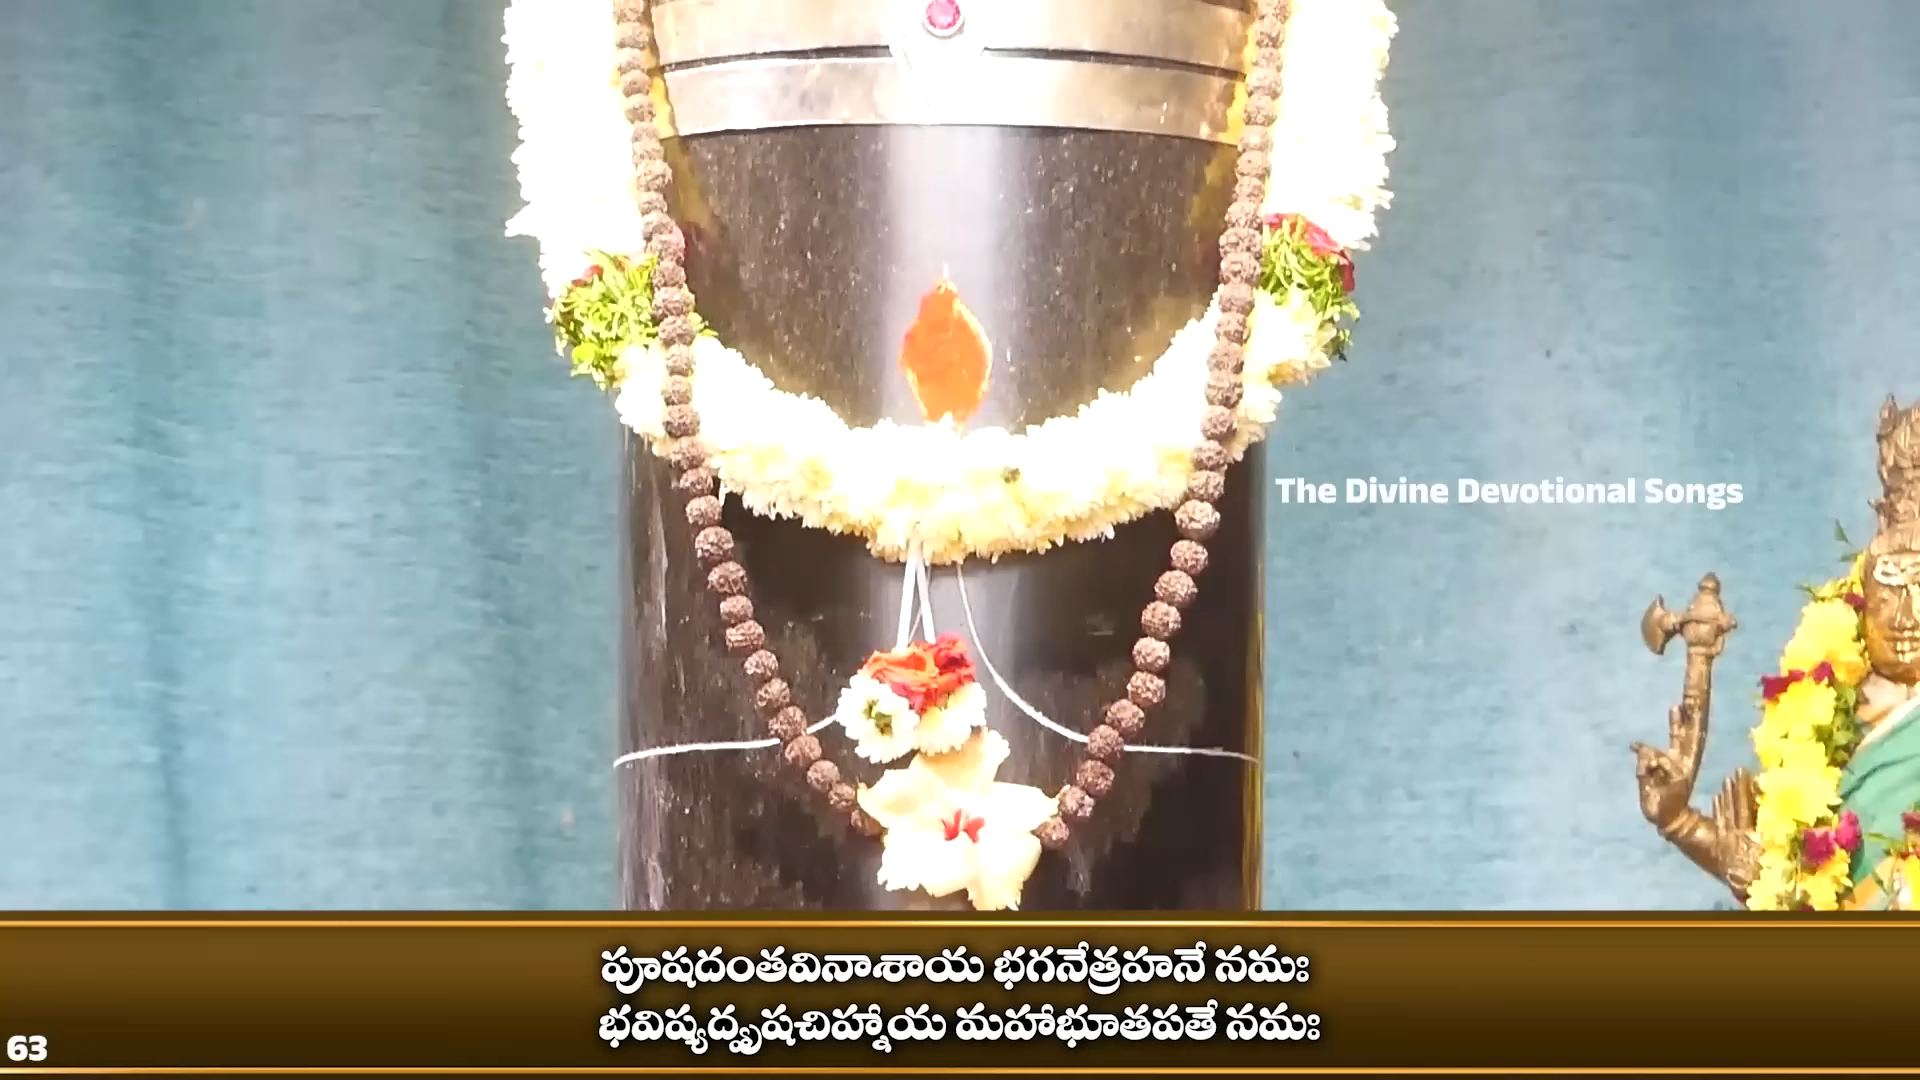 The Divine Devotional Songs
పూషదంతవినాశాయ భగనేత్రహనే నమః
భవిష్యద్వృషచిహ్నాయ మహాభూతపతే నమః
63